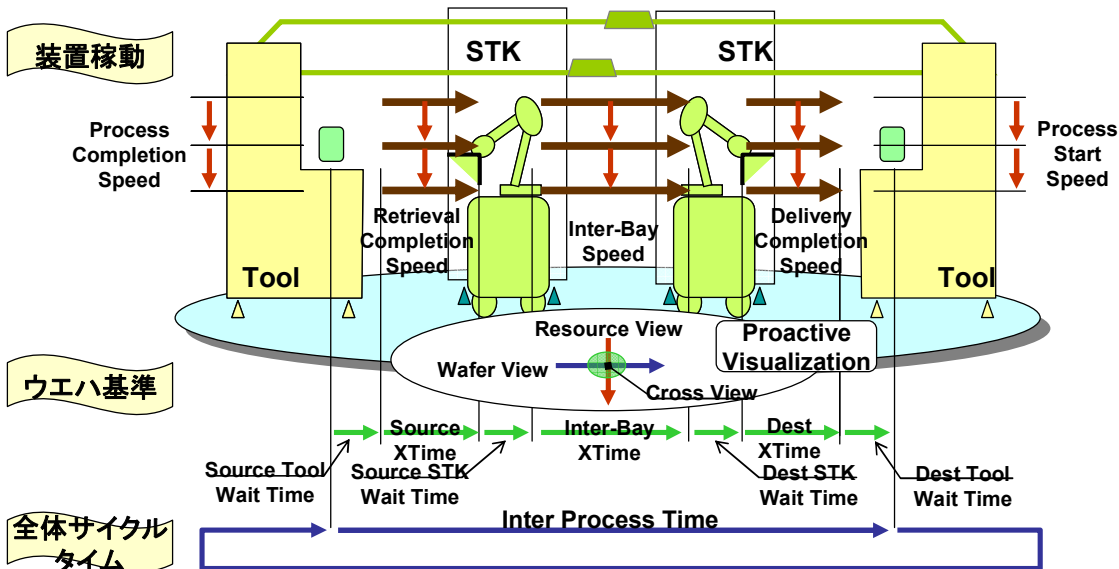 装置稼動
STK
STK
Process
Completion
Speed
Process
Start
Speed
Retrieval
Completion
Speed
Inter-Bay
Speed
Delivery
Completion
Speed
Tool
Tool
Resource View
Proactive
Visualization
Wafer View
Cross View
ウエハ基準
Source
XTime
Inter-Bay
XTime
Dest
XTime
Source Tool
Wait Time
Source STK
Wait Time
Dest STK
Wait Time
Dest Tool
Wait Time
全体サイクル
タイム
Inter Process Time